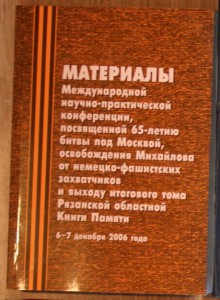 МАТЕРИАЛЫ
Международной
научно-практической
конференции,
посвященной 65-летию
битвы под Москвой,
освобождения Михайлова
от немецко-фашистских
захватчиков
и выходу итогового тома
Рязанской областной
Книги Памяти
6–7 декабря 2006 года